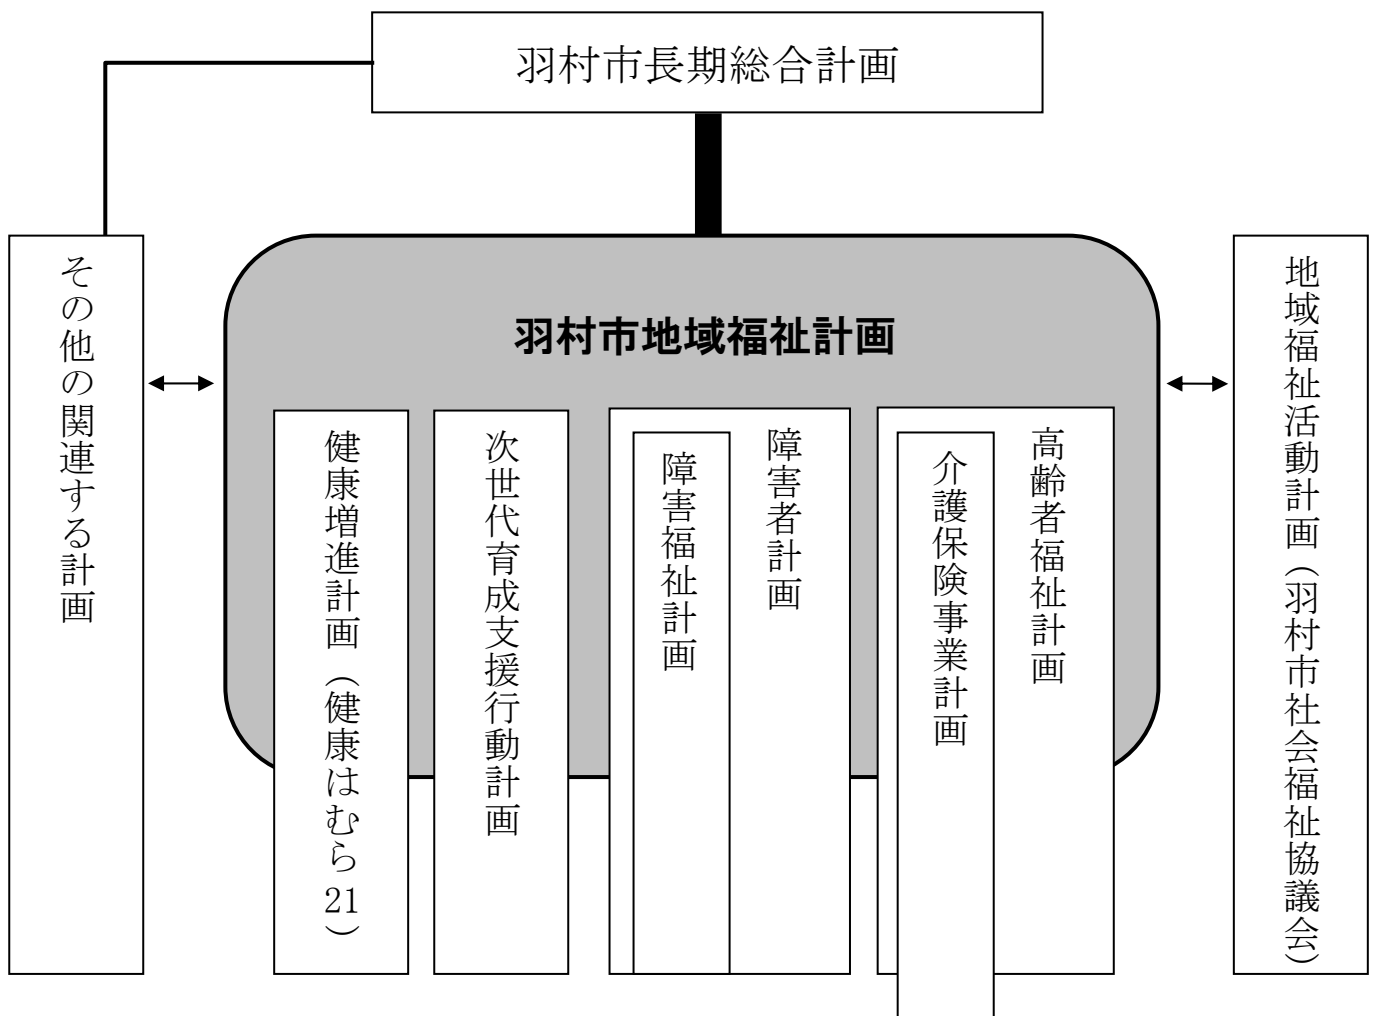 羽村市長期総合計画
羽村市地域福祉計画
地域福祉活動計画（羽村市社会福祉協議会）
高齢者福祉計画
介護保険事業計画
障害者計画
障害福祉計画
次世代育成支援行動計画
健康増進計画（健康はむら21）
その他の関連する計画